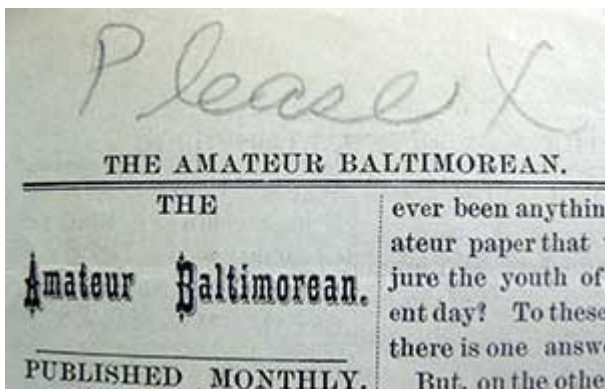 Please X
THE AMATEUR BALTIMOREAN.
THE
Amateur Baltimorean.
PUBLISHED MONTHLY.
ever been anythin
ateur paper that
jure the youth of
ent day? To these
there is one answ
But, on the othe